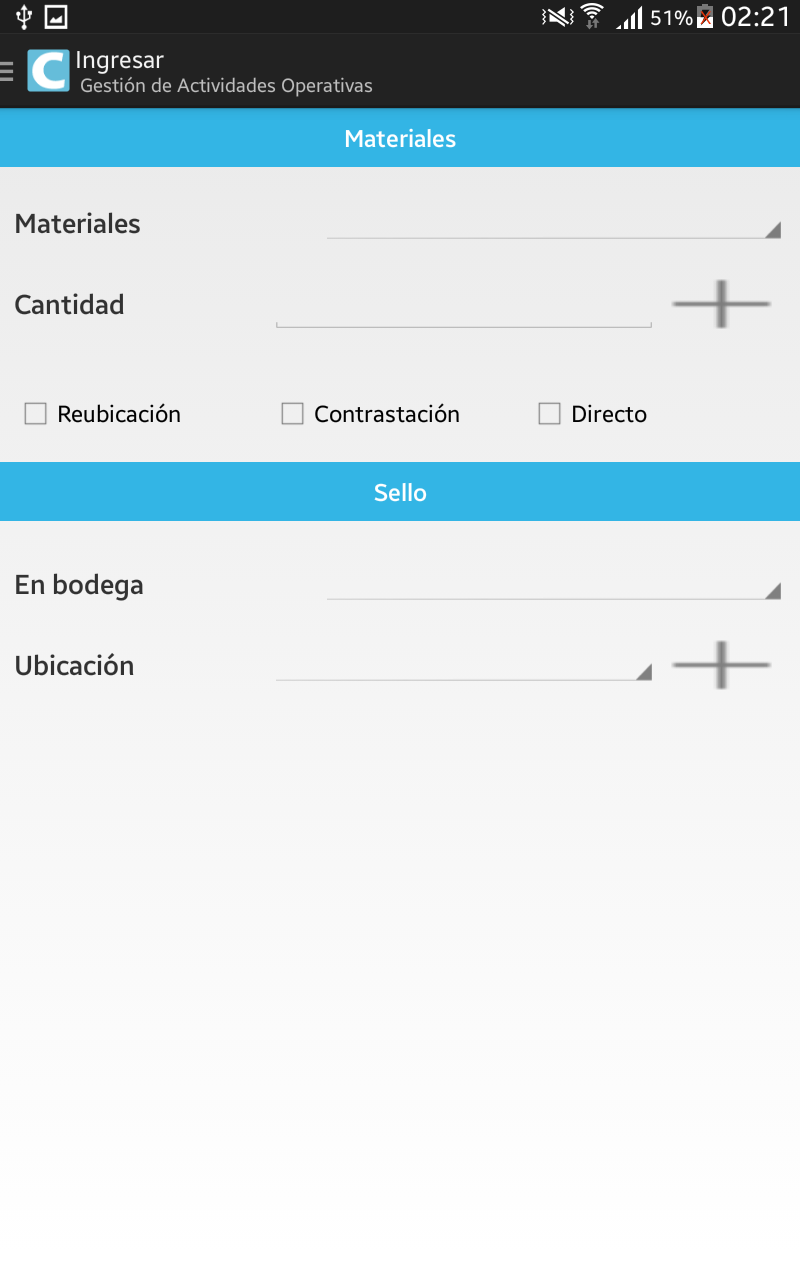 51% 02:21
C Ingresar
Gestión de Actividades Operativas
Materiales
Materiales
Cantidad
Reubicación Contrastación Directo
Sello
En bodega
Ubicación